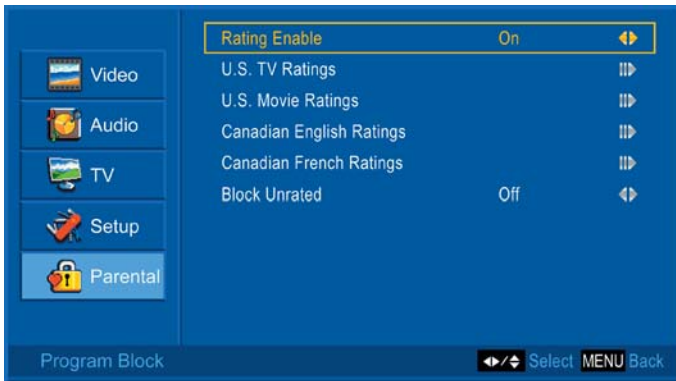 Video
Audio
TV
Setup
Parental
Rating Enable On
U.S. TV Ratings
U.S. Movie Ratings
Canadian English Ratings
Canadian French Ratings
Block Unrated Off
Program Block
/ Select MENU Back